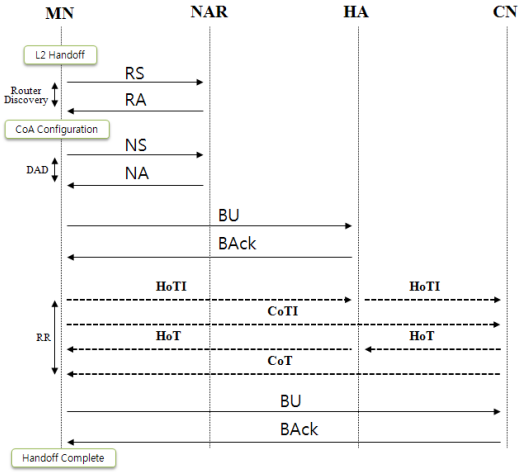 MN NAR HA CN
L2 Handoff
RS
Router
Discovery
RA
CoA Configuration
NS
DAD
NA
BU
BAck
HoTI HoTI
CoTI
RR
HoT HoT
CoT
BU
BAck
Handoff Complete